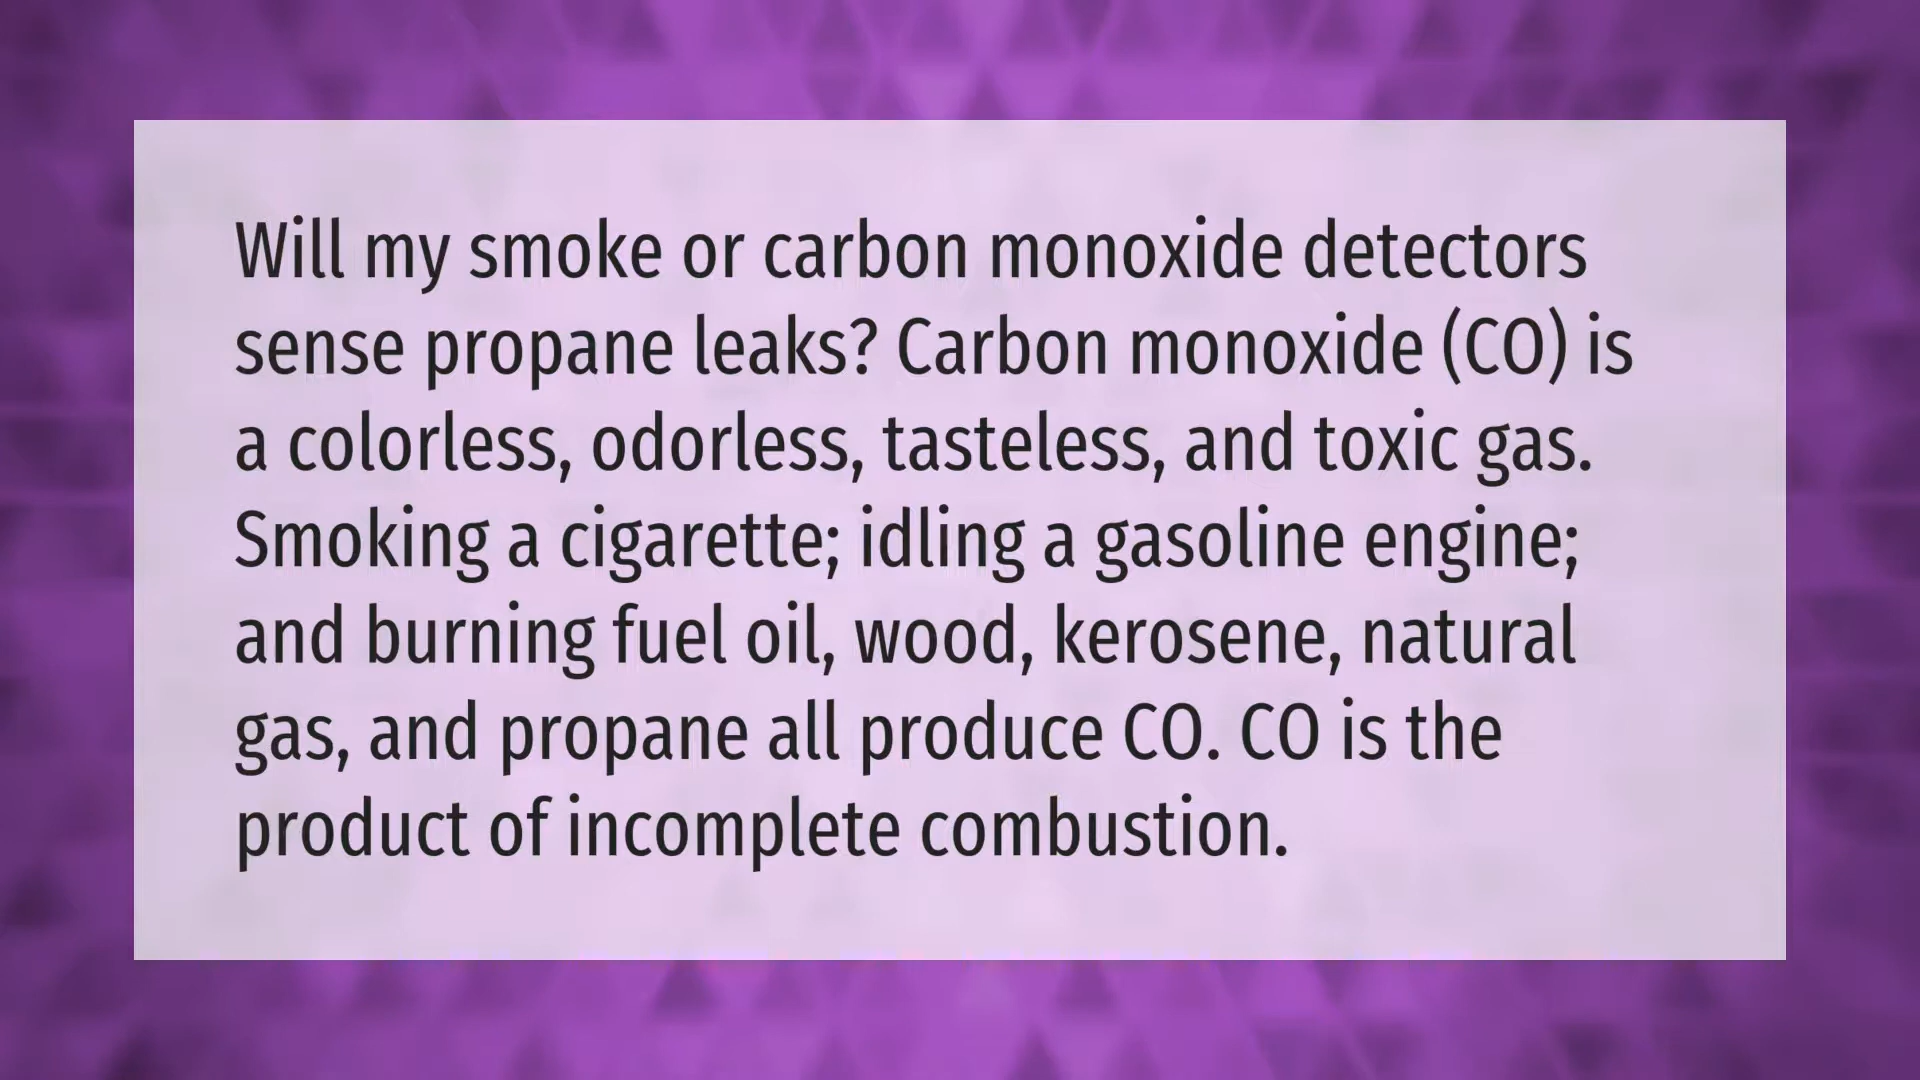 Will my smoke or carbon monoxide detectors
sense propane leaks? Carbon monoxide (CO) is
a colorless, odorless, tasteless, and toxic gas.
Smoking a cigarette; idling a gasoline engine;
and burning fuel oil, wood, kerosene, natural
gas, and propane all produce CO. CO is the
product of incomplete combustion.